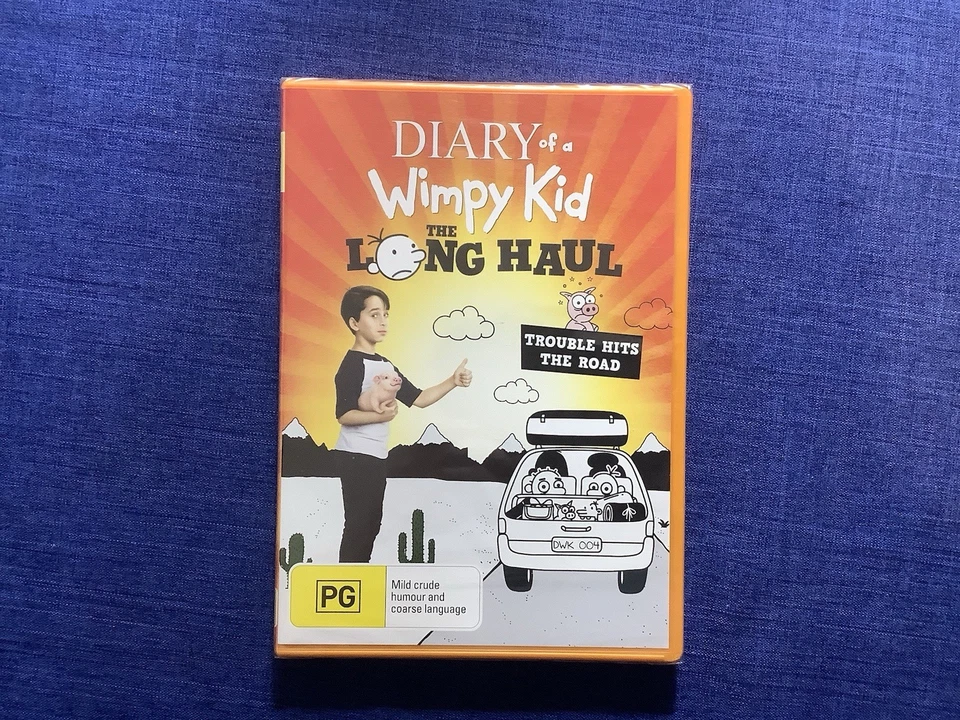 DIARY of a
Wimpy Kid
THE
LONG HAUL
TROUBLE HITS
THE ROAD
DWK 004
PG
Mild crude
humour and
coarse language